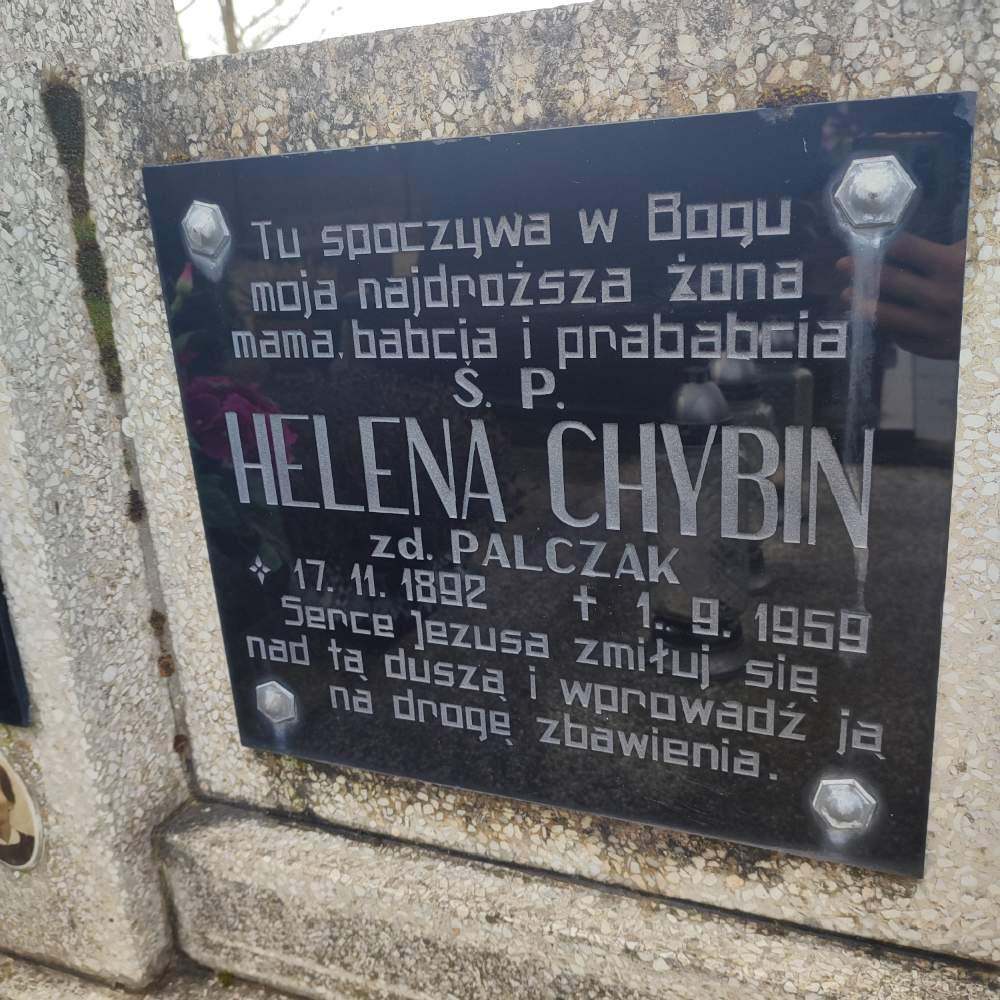 Tu spoczywa w Bogu
moja najdroższa żona
mama, babcia i prababcia
Ś. P.
HELENA CHYBIN
zd. PALCZAK
17. 11. 1892 † 1. 9. 1959
Serce Jezusa zmiłuj się
nad tą duszą i wprowadź ją
na drogę zbawienia.